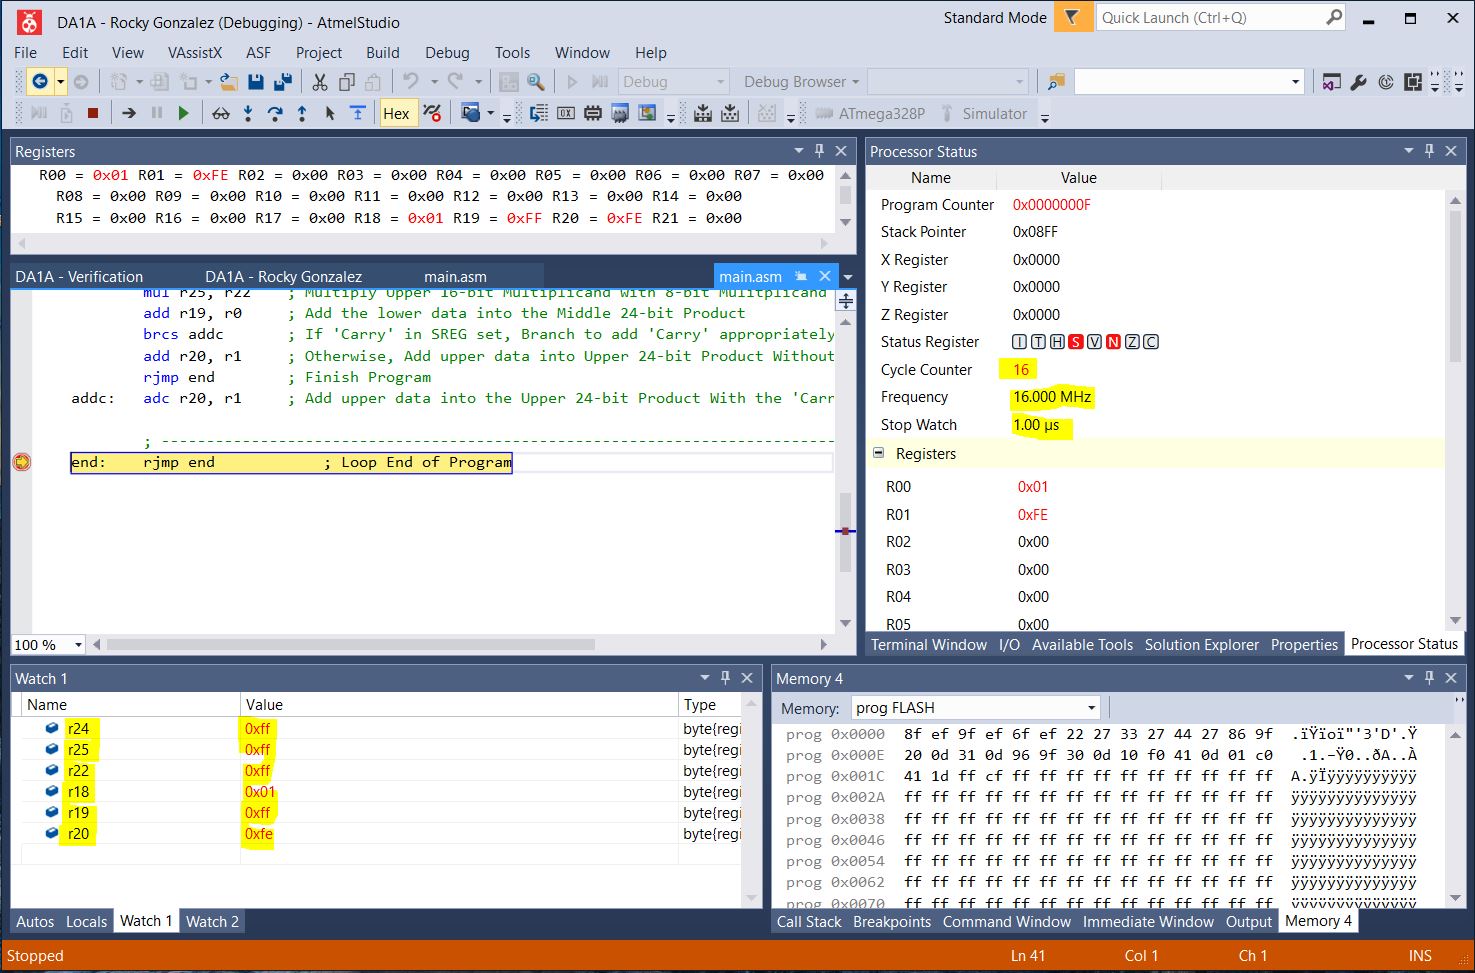 DA1A - Rocky Gonzalez (Debugging) - AtmelStudio
Standard Mode
Quick Launch (Ctrl+Q)
File Edit View VAssistX ASF Project Build Debug Tools Window Help
Debug Debug Browser
Hex ATmega328P Simulator
Registers
R00 = 0x01 R01 = 0xFE R02 = 0x00 R03 = 0x00 R04 = 0x00 R05 = 0x00 R06 = 0x00 R07 = 0x00
R08 = 0x00 R09 = 0x00 R10 = 0x00 R11 = 0x00 R12 = 0x00 R13 = 0x00 R14 = 0x00
R15 = 0x00 R16 = 0x00 R17 = 0x00 R18 = 0x01 R19 = 0xFF R20 = 0xFE R21 = 0x00
DA1A - Verification DA1A - Rocky Gonzalez main.asm main.asm
mul r25, r22 ; Multiply Upper 16-bit Multiplicand with 8-bit Mulitplicand
add r19, r0 ; Add the lower data into the Middle 24-bit Product
brcs addc ; If 'Carry' in SREG set, Branch to add 'Carry' appropriately
add r20, r1 ; Otherwise, Add upper data into Upper 24-bit Product Without
rjmp end ; Finish Program
addc: adc r20, r1 ; Add upper data into the Upper 24-bit Product With the 'Carr
; --------------------------------------------------------------------------
end: rjmp end ; Loop End of Program
100 %
Processor Status
Name Value
Program Counter 0x0000000F
Stack Pointer 0x08FF
X Register 0x0000
Y Register 0x0000
Z Register 0x0000
Status Register I T H S V N Z C
Cycle Counter 16
Frequency 16.000 MHz
Stop Watch 1.00 µs
Registers
R00 0x01
R01 0xFE
R02 0x00
R03 0x00
R04 0x00
R05 0x00
Terminal Window I/O Available Tools Solution Explorer Properties Processor Status
Watch 1
Name Value Type
r24 0xff byte{regi
r25 0xff byte{regi
r22 0xff byte{regi
r18 0x01 byte{regi
r19 0xff byte{regi
r20 0xfe byte{regi
Autos Locals Watch 1 Watch 2
Memory 4
Memory: prog FLASH
prog 0x0000 8f ef 9f ef 6f ef 22 27 33 27 44 27 86 9f .ïŸïoï"'3'D'.Ÿ
prog 0x000E 20 0d 31 0d 96 9f 30 0d 10 f0 41 0d 01 c0 .1.–Ÿ0..ðA..À
prog 0x001C 41 1d ff cf ff ff ff ff ff ff ff ff ff ff A.ÿÏÿÿÿÿÿÿÿÿÿÿ
prog 0x002A ff ff ff ff ff ff ff ff ff ff ff ff ff ff ÿÿÿÿÿÿÿÿÿÿÿÿÿÿ
prog 0x0038 ff ff ff ff ff ff ff ff ff ff ff ff ff ff ÿÿÿÿÿÿÿÿÿÿÿÿÿÿ
prog 0x0046 ff ff ff ff ff ff ff ff ff ff ff ff ff ff ÿÿÿÿÿÿÿÿÿÿÿÿÿÿ
prog 0x0054 ff ff ff ff ff ff ff ff ff ff ff ff ff ff ÿÿÿÿÿÿÿÿÿÿÿÿÿÿ
prog 0x0062 ff ff ff ff ff ff ff ff ff ff ff ff ff ff ÿÿÿÿÿÿÿÿÿÿÿÿÿÿ
prog 0x0070 ff ff ff ff ff ff ff ff ff ff ff ff ff ff ÿÿÿÿÿÿÿÿÿÿÿÿÿÿ
Call Stack Breakpoints Command Window Immediate Window Output Memory 4
Stopped Ln 41 Col 1 Ch 1 INS